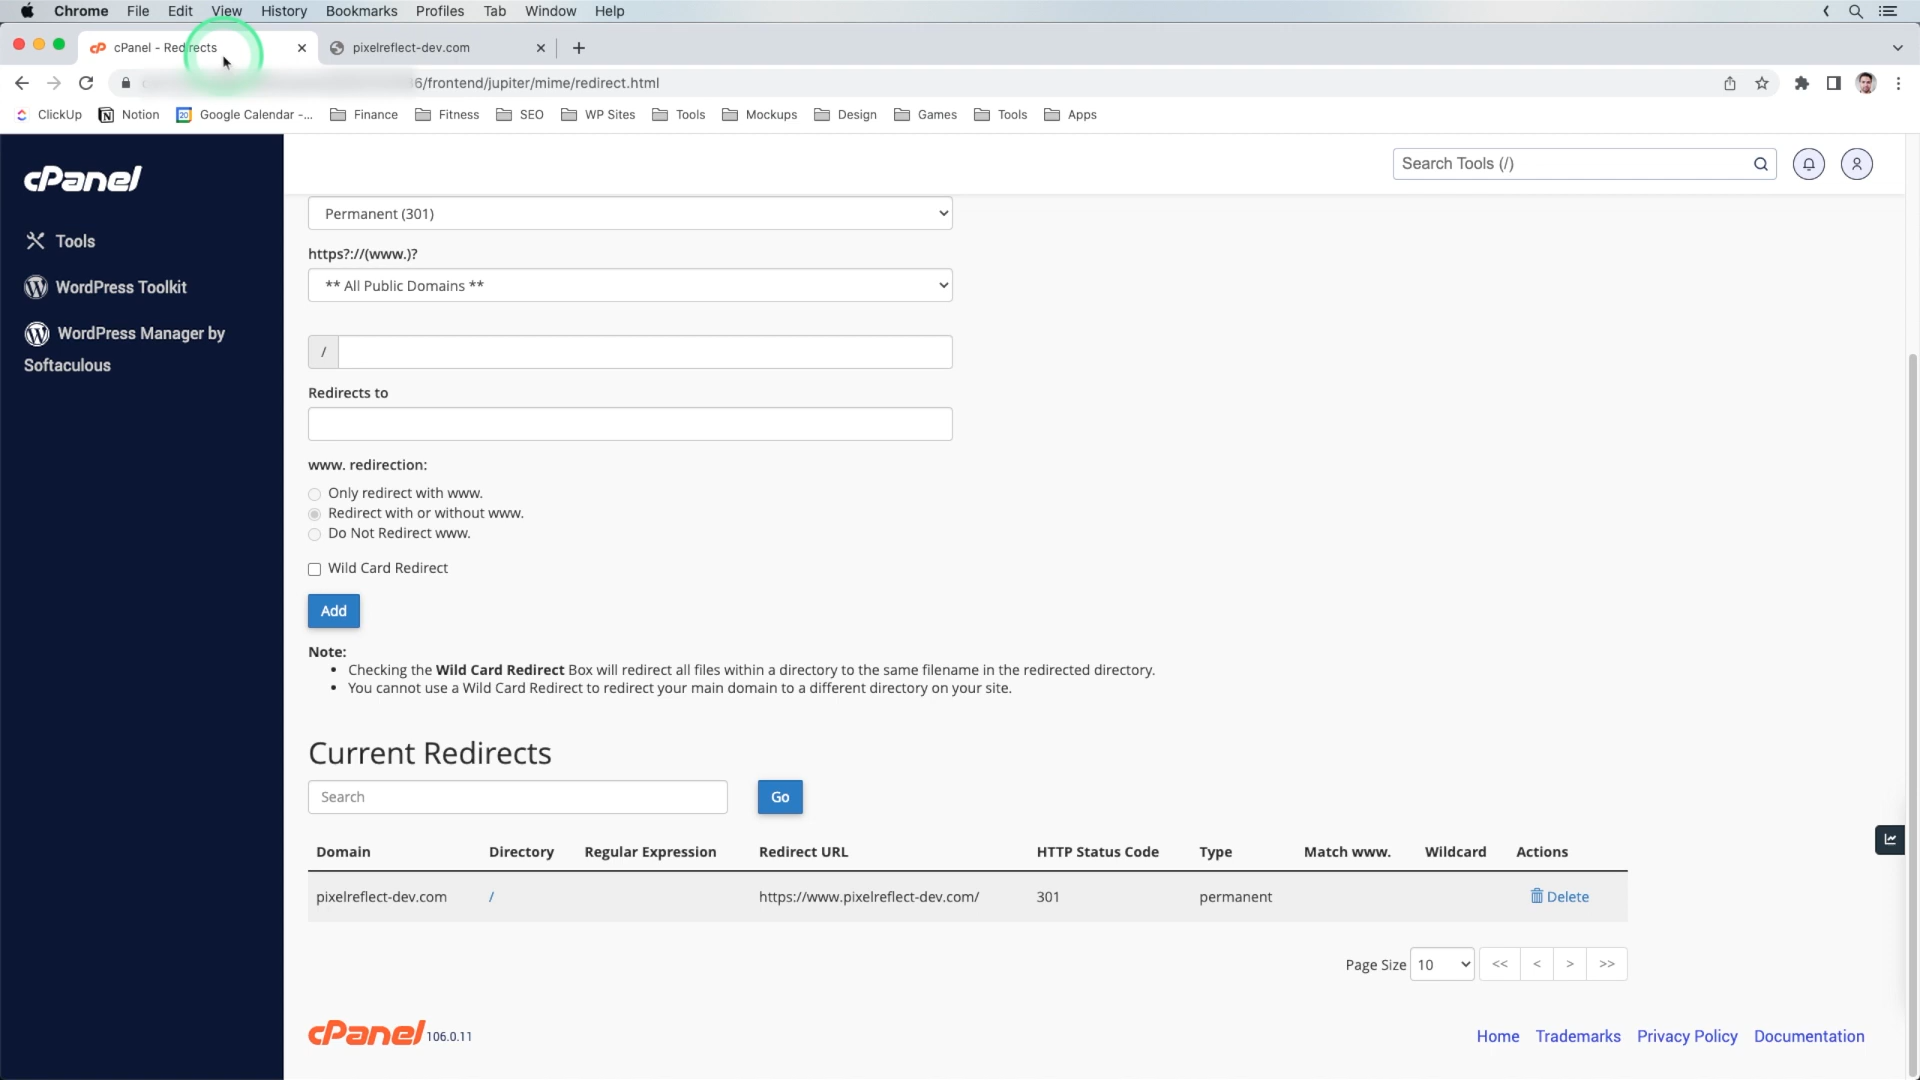 Chrome File Edit View History Bookmarks Profiles Tab Window Help
cPanel - Redirects pixelreflect-dev.com
6/frontend/jupiter/mime/redirect.html
ClickUp Notion 20 Google Calendar -... Finance Fitness SEO WP Sites Tools Mockups Design Games Tools Apps
cPanel
Search Tools (/)
Tools
WordPress Toolkit
WordPress Manager by
Softaculous
Permanent (301)
https?://(www.)?
** All Public Domains **
/
Redirects to
www. redirection:
Only redirect with www.
Redirect with or without www.
Do Not Redirect www.
Wild Card Redirect
Add
Note:
Checking the Wild Card Redirect Box will redirect all files within a directory to the same filename in the redirected directory.
You cannot use a Wild Card Redirect to redirect your main domain to a different directory on your site.
Current Redirects
Search Go
Domain Directory Regular Expression Redirect URL HTTP Status Code Type Match www. Wildcard Actions
pixelreflect-dev.com / https://www.pixelreflect-dev.com/ 301 permanent Delete
Page Size 10 << < > >>
cPanel 106.0.11
Home Trademarks Privacy Policy Documentation